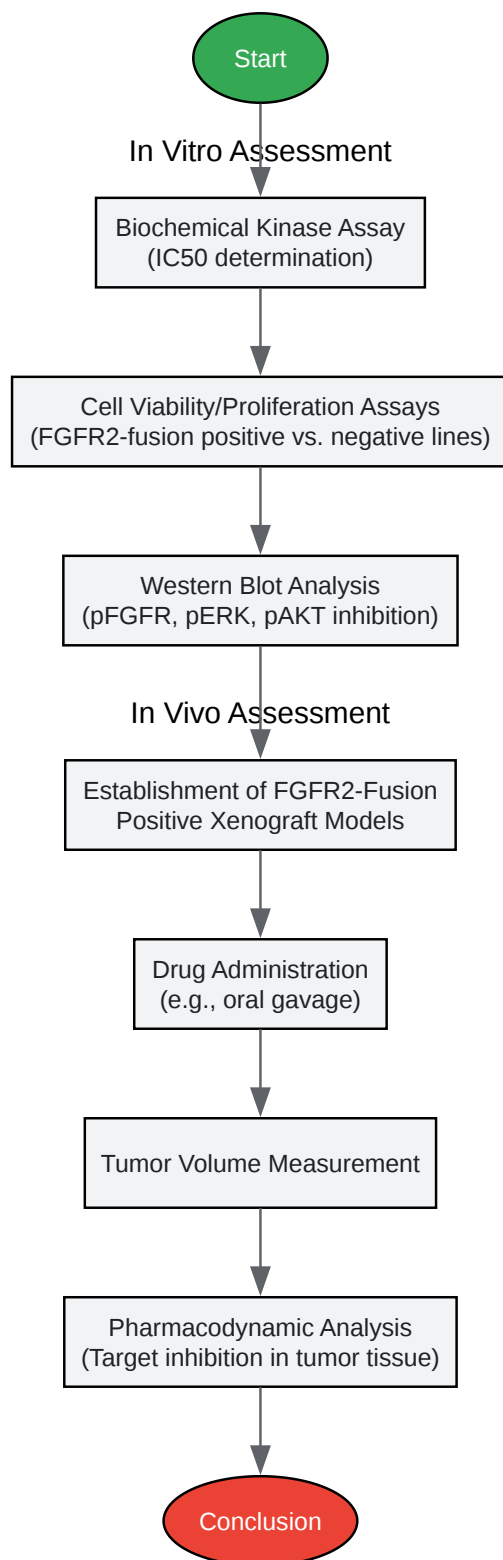 Start
In Vitro Assessment
Biochemical Kinase Assay
(IC50 determination)
Cell Viability/Proliferation Assays
(FGFR2-fusion positive vs. negative lines)
Western Blot Analysis
(pFGFR, pERK, pAKT inhibition)
In Vivo Assessment
Establishment of FGFR2-Fusion
Positive Xenograft Models
Drug Administration
(e.g., oral gavage)
Tumor Volume Measurement
Pharmacodynamic Analysis
(Target inhibition in tumor tissue)
Conclusion